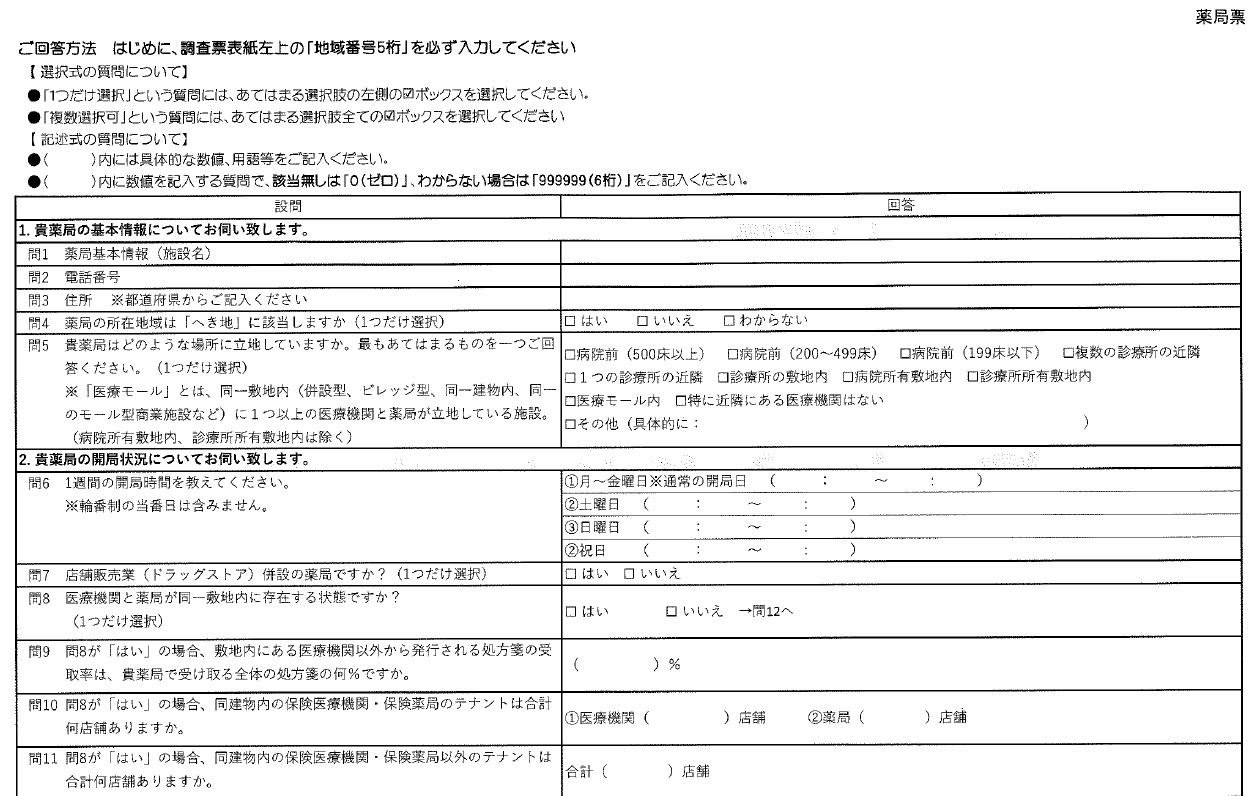 薬局票
ご回答方法　はじめに、調査票表紙左上の「地域番号5桁」を必ず入力してください
【 選択式の質問について】
●「1つだけ選択」という質問には、あてはまる選択肢の左側の☑ボックスを選択してください。
●「複数選択可」という質問には、あてはまる選択肢全ての☑ボックスを選択してください
【 記述式の質問について】
●(　　　)内には具体的な数値、用語等をご記入ください。
●(　　　)内に数値を記入する質問で、該当無しは「0(ゼロ)」、わからない場合は「999999(6桁)」をご記入ください。
設問　回答
1. 貴薬局の基本情報についてお伺い致します。
問1　薬局基本情報（施設名）
問2　電話番号
問3　住所　※都道府県からご記入ください
問4　薬局の所在地域は「へき地」に該当しますか（1つだけ選択）　□ はい　□ いいえ　□ わからない
問5　貴薬局はどのような場所に立地していますか。最もあてはまるものを一つご回
答ください。（1つだけ選択）
※「医療モール」とは、同一敷地内（併設型、ビレッジ型、同一建物内、同一
のモール型商業施設など）に１つ以上の医療機関と薬局が立地している施設。
（病院所有敷地内、診療所所有敷地内は除く）
□病院前（500床以上）　□病院前（200～499床）　□病院前（199床以下）　□複数の診療所の近隣
□１つの診療所の近隣　□診療所の敷地内　□病院所有敷地内　□診療所所有敷地内
□医療モール内　□特に近隣にある医療機関はない
□その他（具体的に：　　　）
2. 貴薬局の開局状況についてお伺い致します。
問6　1週間の開局時間を教えてください。
※輪番制の当番日は含みません。
①月～金曜日※通常の開局日　（　　：　　～　　：　　）
②土曜日　（　　：　　～　　：　　）
③日曜日　（　　：　　～　　：　　）
②祝日　（　　：　　～　　：　　）
問7　店舗販売業（ドラッグストア）併設の薬局ですか？（1つだけ選択）　□ はい　□ いいえ
問8　医療機関と薬局が同一敷地内に存在する状態ですか？
（1つだけ選択）
□ はい　□ いいえ　→問12へ
問9　問8が「はい」の場合、敷地内にある医療機関以外から発行される処方箋の受
取率は、貴薬局で受け取る全体の処方箋の何％ですか。
（　　　）％
問10 問8が「はい」の場合、同建物内の保険医療機関・保険薬局のテナントは合計
何店舗ありますか。
①医療機関（　　　）店舗　②薬局（　　　）店舗
問11 問8が「はい」の場合、同建物内の保険医療機関・保険薬局以外のテナントは
合計何店舗ありますか。
合計（　　　）店舗